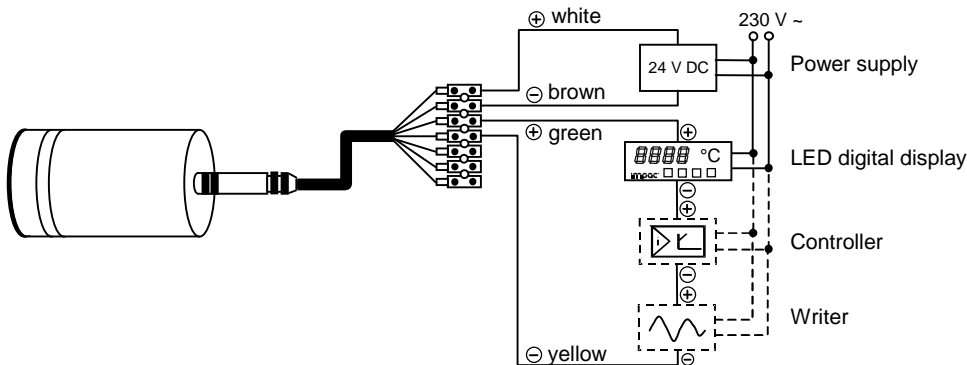 ⊕ white
230 V ~
24 V DC
Power supply
⊖ brown
⊕ green
⊕
8888 °C
impac
LED digital display
⊖
⊕
i
Controller
⊖
⊕
Writer
⊖ yellow
⊖